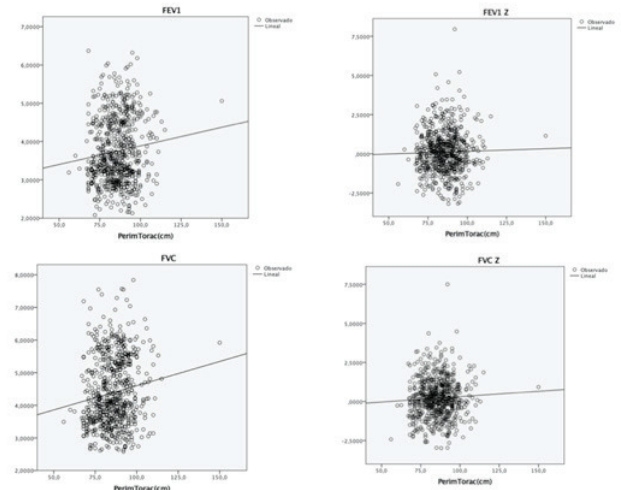 FEV1
7,0000
6,0000
5,0000
4,0000
3,0000
2,0000
50,0 75,0 100,0 125,0 150,0
PerimTorac(cm)
Observado
Lineal
FEV1 Z
7,5000
5,0000
2,5000
,0000
-2,5000
50,0 75,0 100,0 125,0 150,0
PerimTorac(cm)
Observado
Lineal
FVC
8,0000
7,0000
6,0000
5,0000
4,0000
3,0000
2,0000
50,0 75,0 100,0 125,0 150,0
PerimTorac(cm)
Observado
Lineal
FVC Z
7,5000
5,0000
2,5000
,0000
-2,5000
50,0 75,0 100,0 125,0 150,0
PerimTorac(cm)
Observado
Lineal